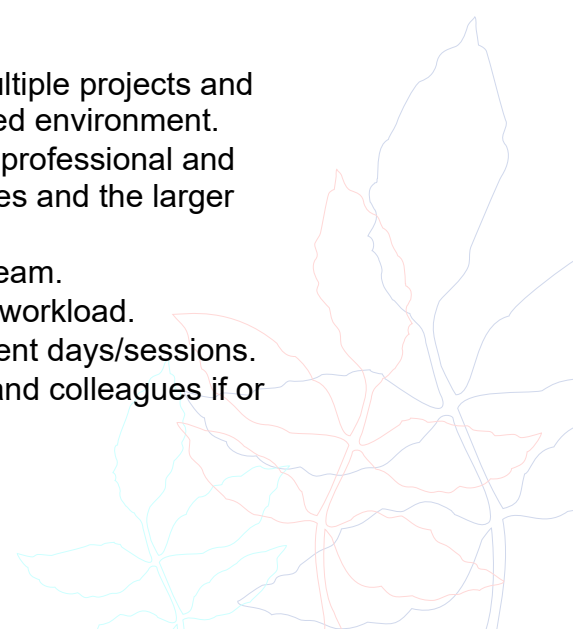 ultiple projects and
ed environment.
professional and
es and the larger
eam.
workload.
ent days/sessions.
and colleagues if or